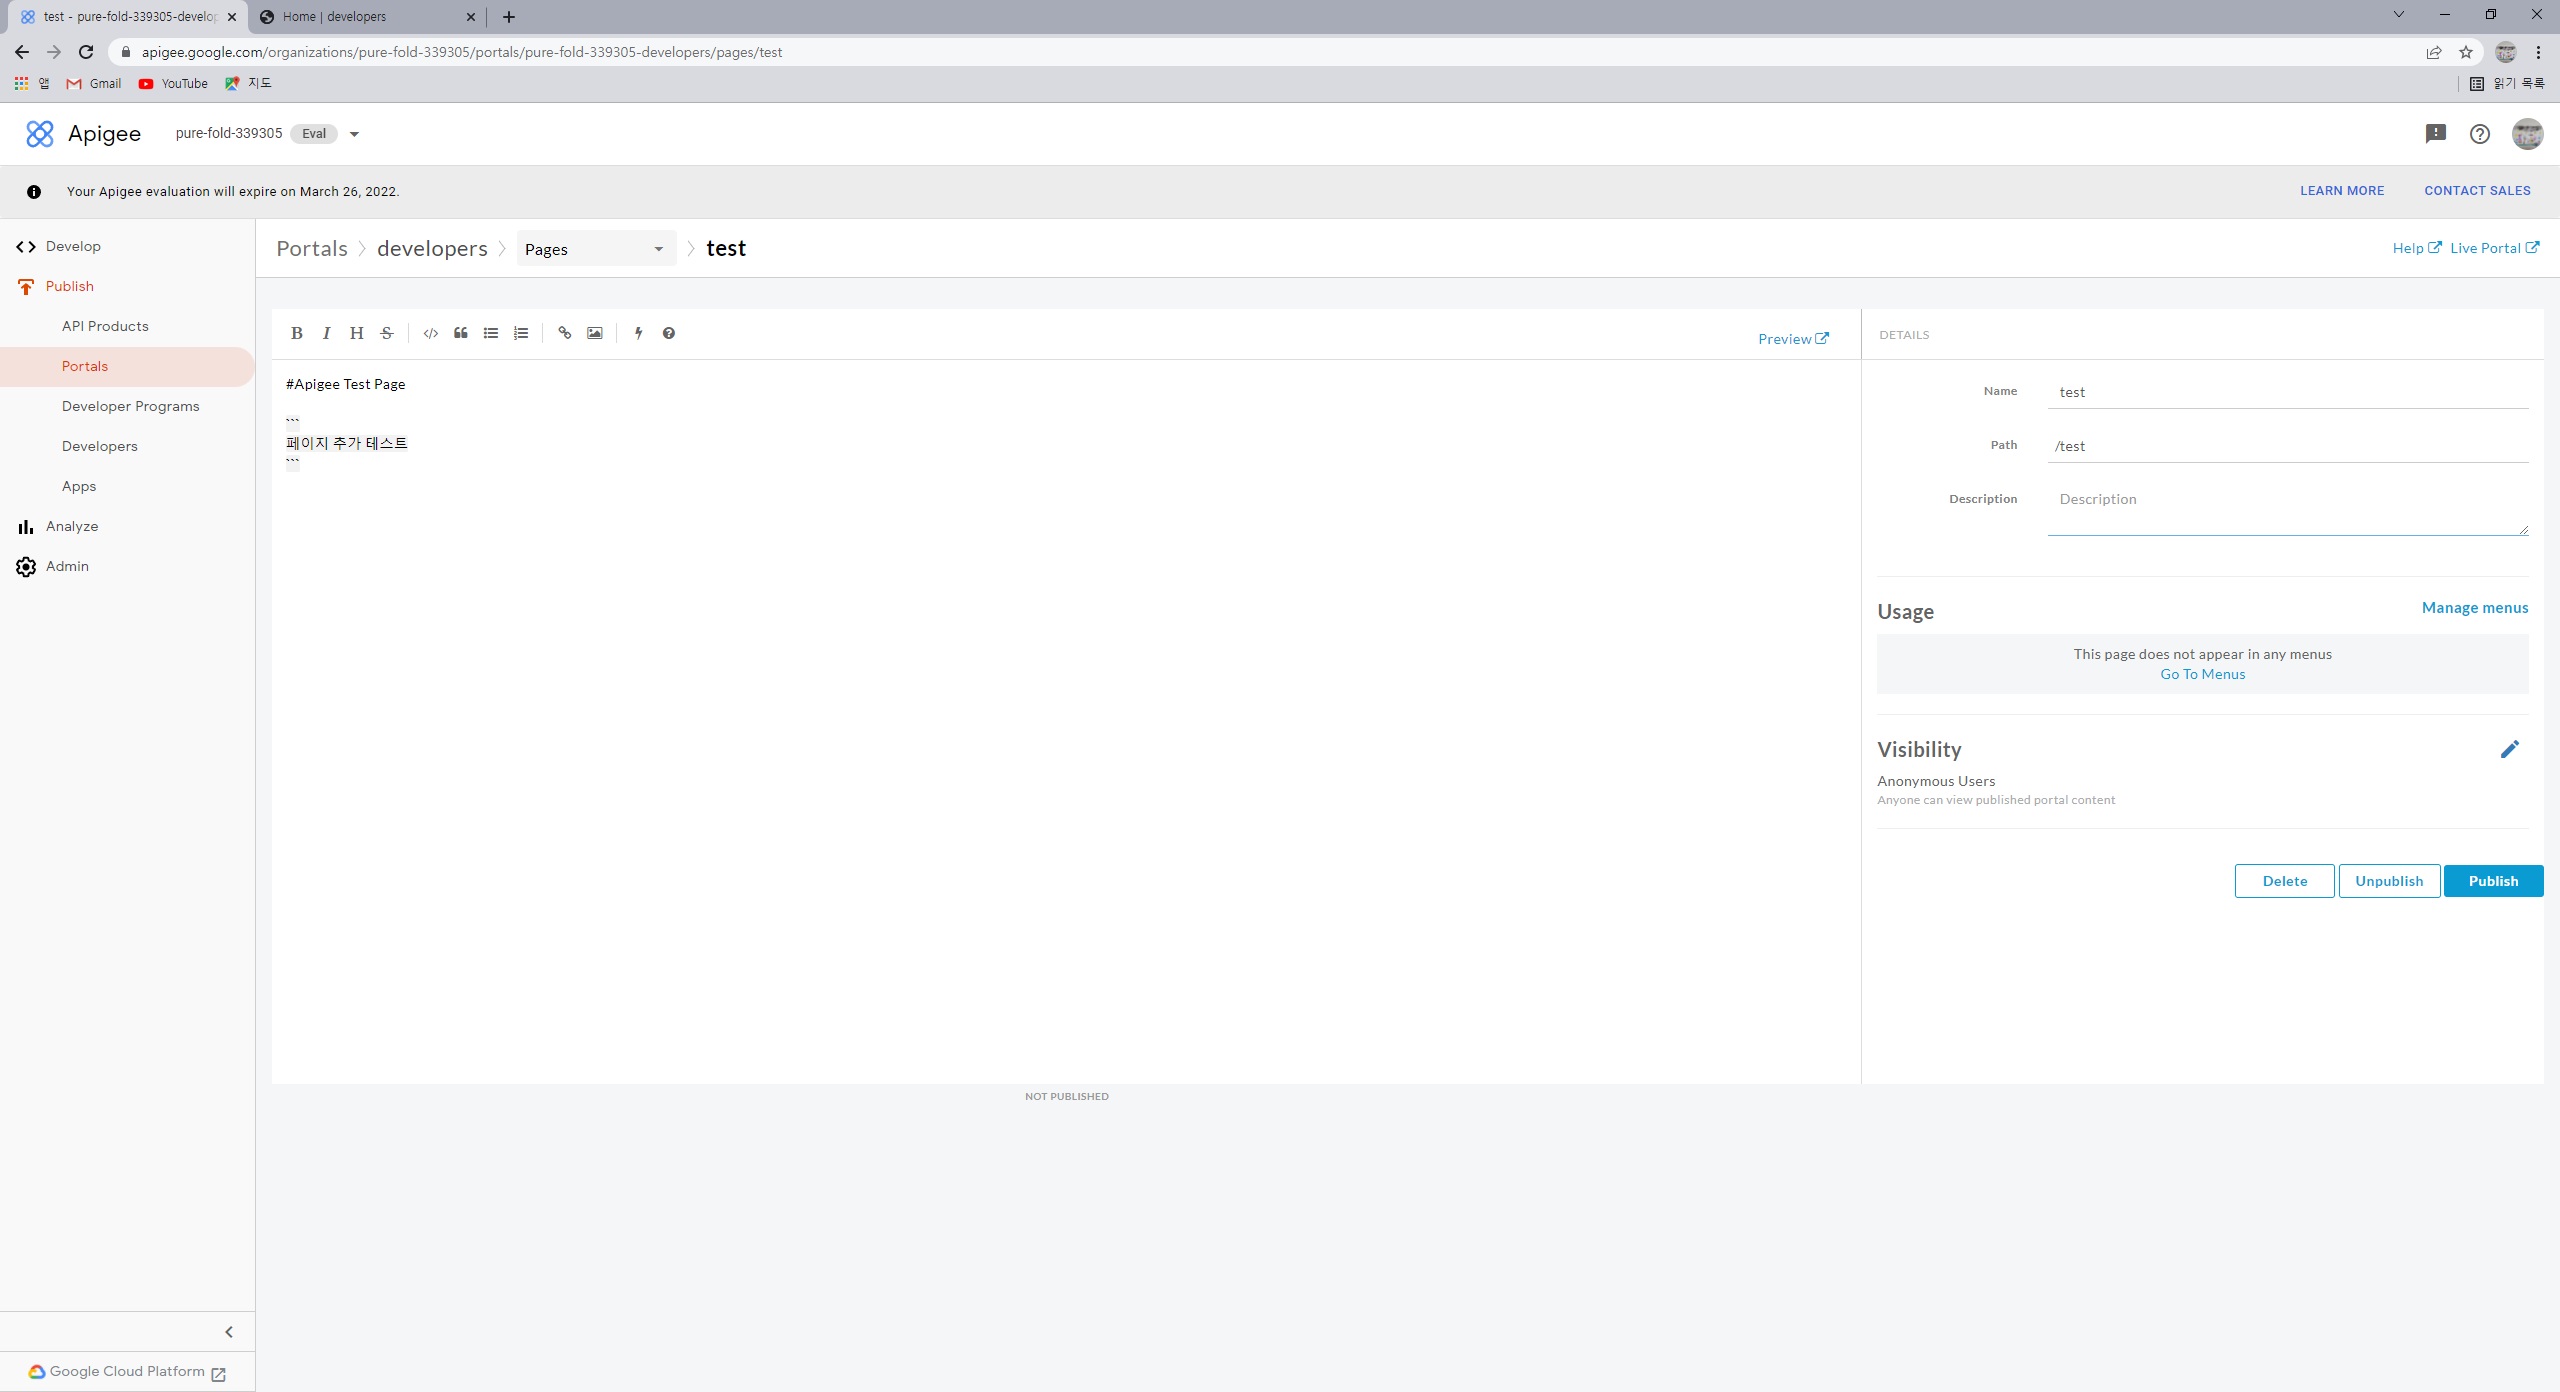 test - pure-fold-339305-develop
Home | developers
apigee.google.com/organizations/pure-fold-339305/portals/pure-fold-339305-developers/pages/test
앱
Gmail
YouTube
지도
읽기 목록
Apigee
pure-fold-339305
Eval
Your Apigee evaluation will expire on March 26, 2022.
LEARN MORE
CONTACT SALES
Develop
Publish
API Products
Portals
Developer Programs
Developers
Apps
Analyze
Admin
Google Cloud Platform
Portals
developers
Pages
test
Help
Live Portal
B I H S
Preview
#Apigee Test Page
```
페이지 추가 테스트
```
NOT PUBLISHED
DETAILS
Name
test
Path
/test
Description
Description
Usage
Manage menus
This page does not appear in any menus
Go To Menus
Visibility
Anonymous Users
Anyone can view published portal content
Delete
Unpublish
Publish